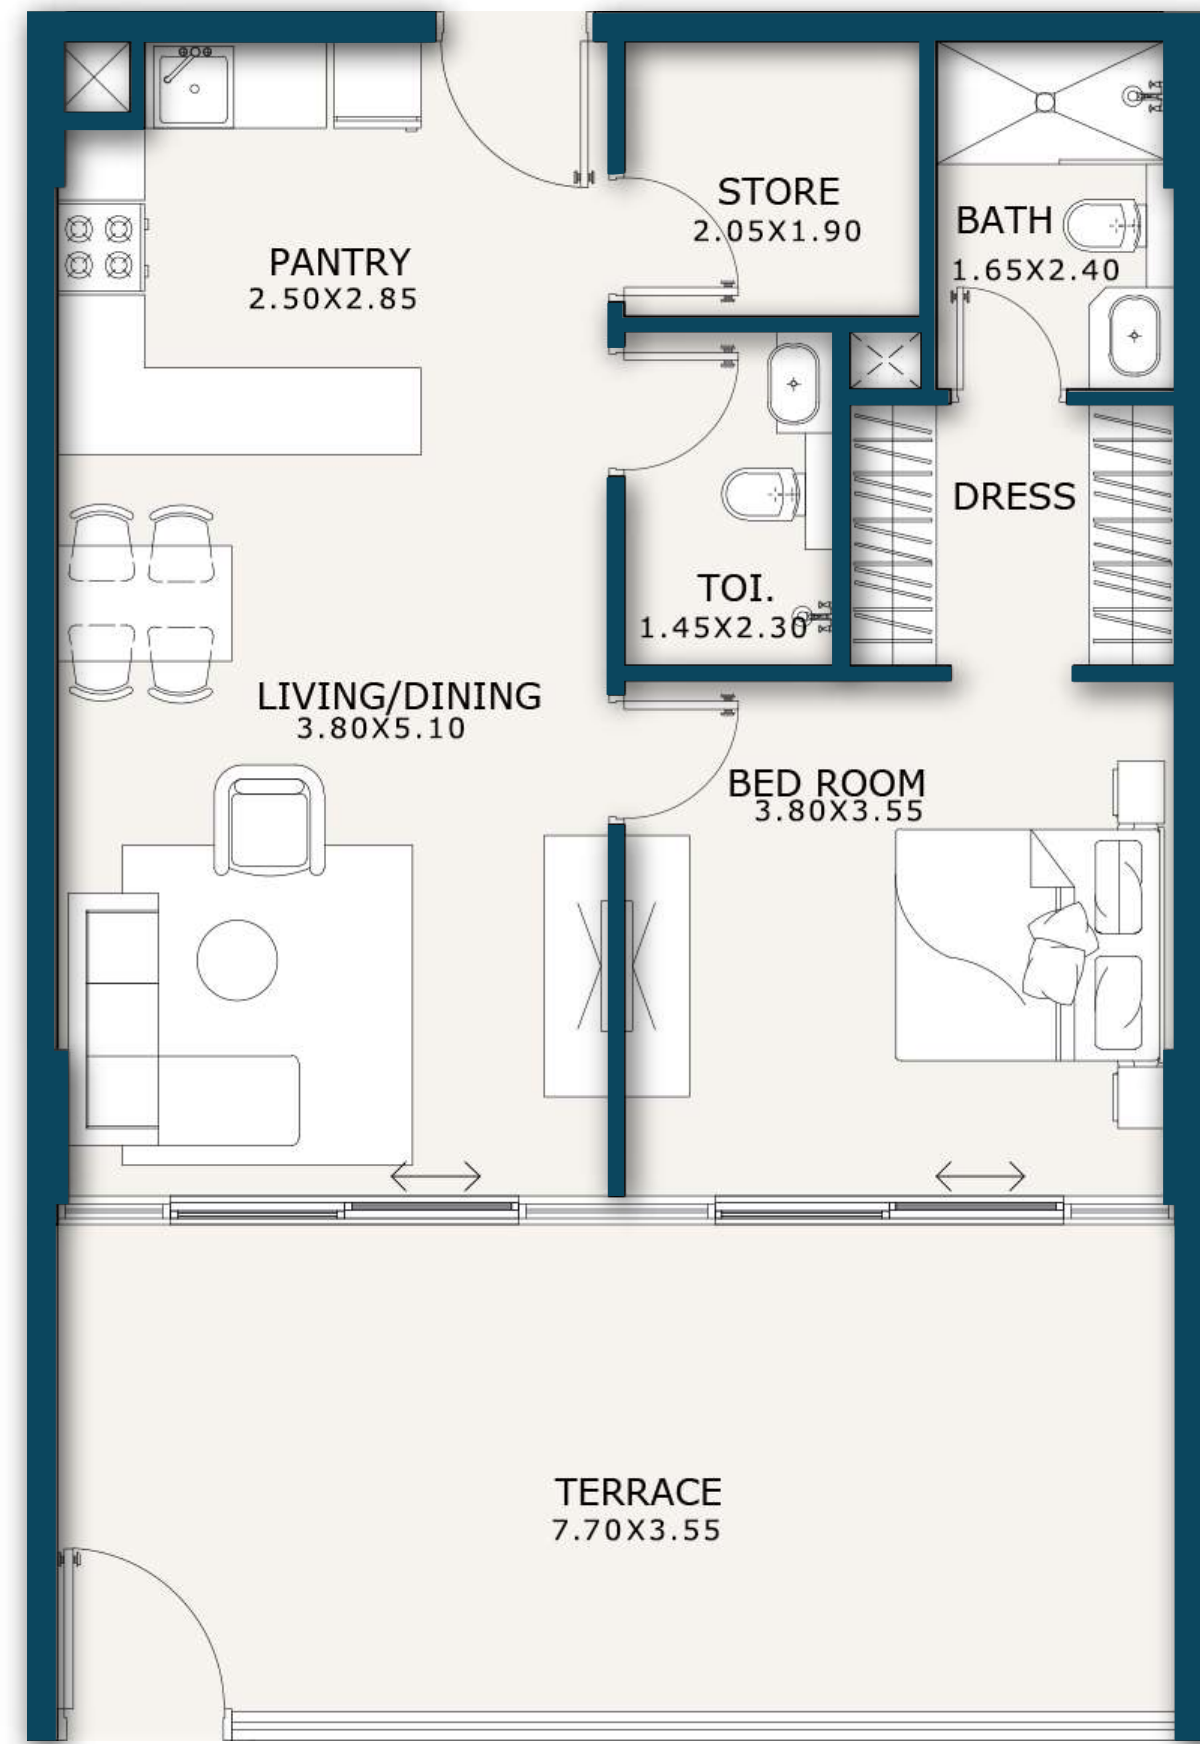 STORE
2.05X1.90
BATH
1.65X2.40
PANTRY
2.50X2.85
DRESS
TOI.
1.45X2.30
LIVING/DINING
3.80X5.10
BED ROOM
3.80X3.55
TERRACE
7.70X3.55